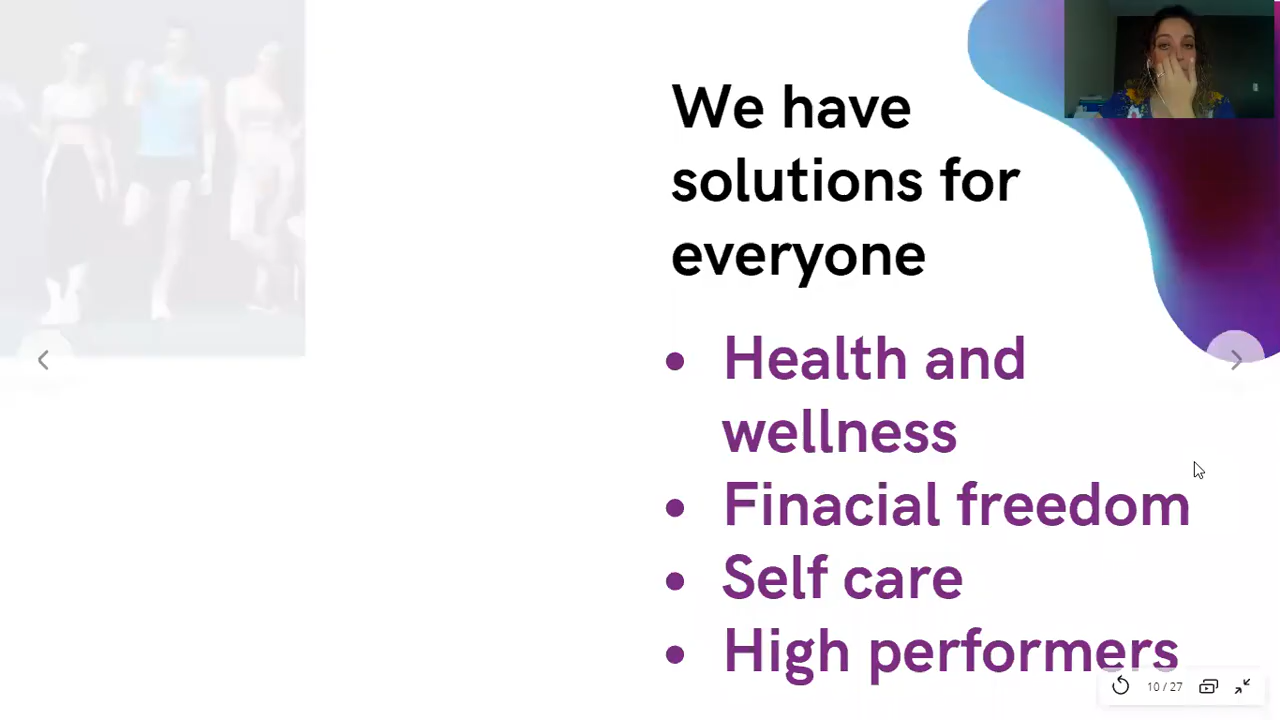 We have
solutions for
everyone
• Health and
wellness
• Finacial freedom
• Self care
• High performers
10 / 27